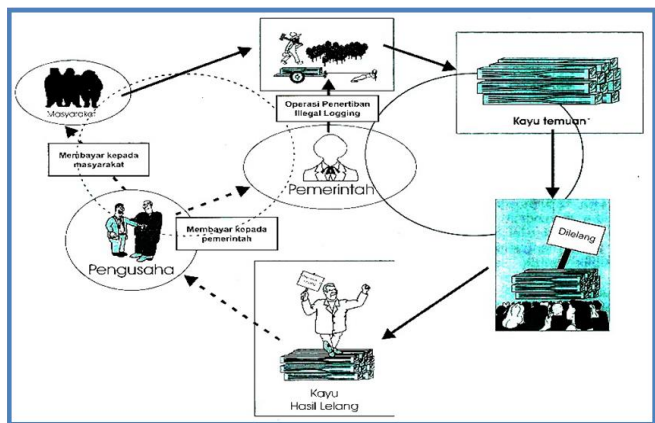 Masyarakat
Operasi Penertiban
Illegal Logging
Kayu temuan
Membayar kepada
masyarakat
Pemerintah
Membayar kepada
pemerintah
Pengusaha
Dilelang
Kayu
Hasil Lelang